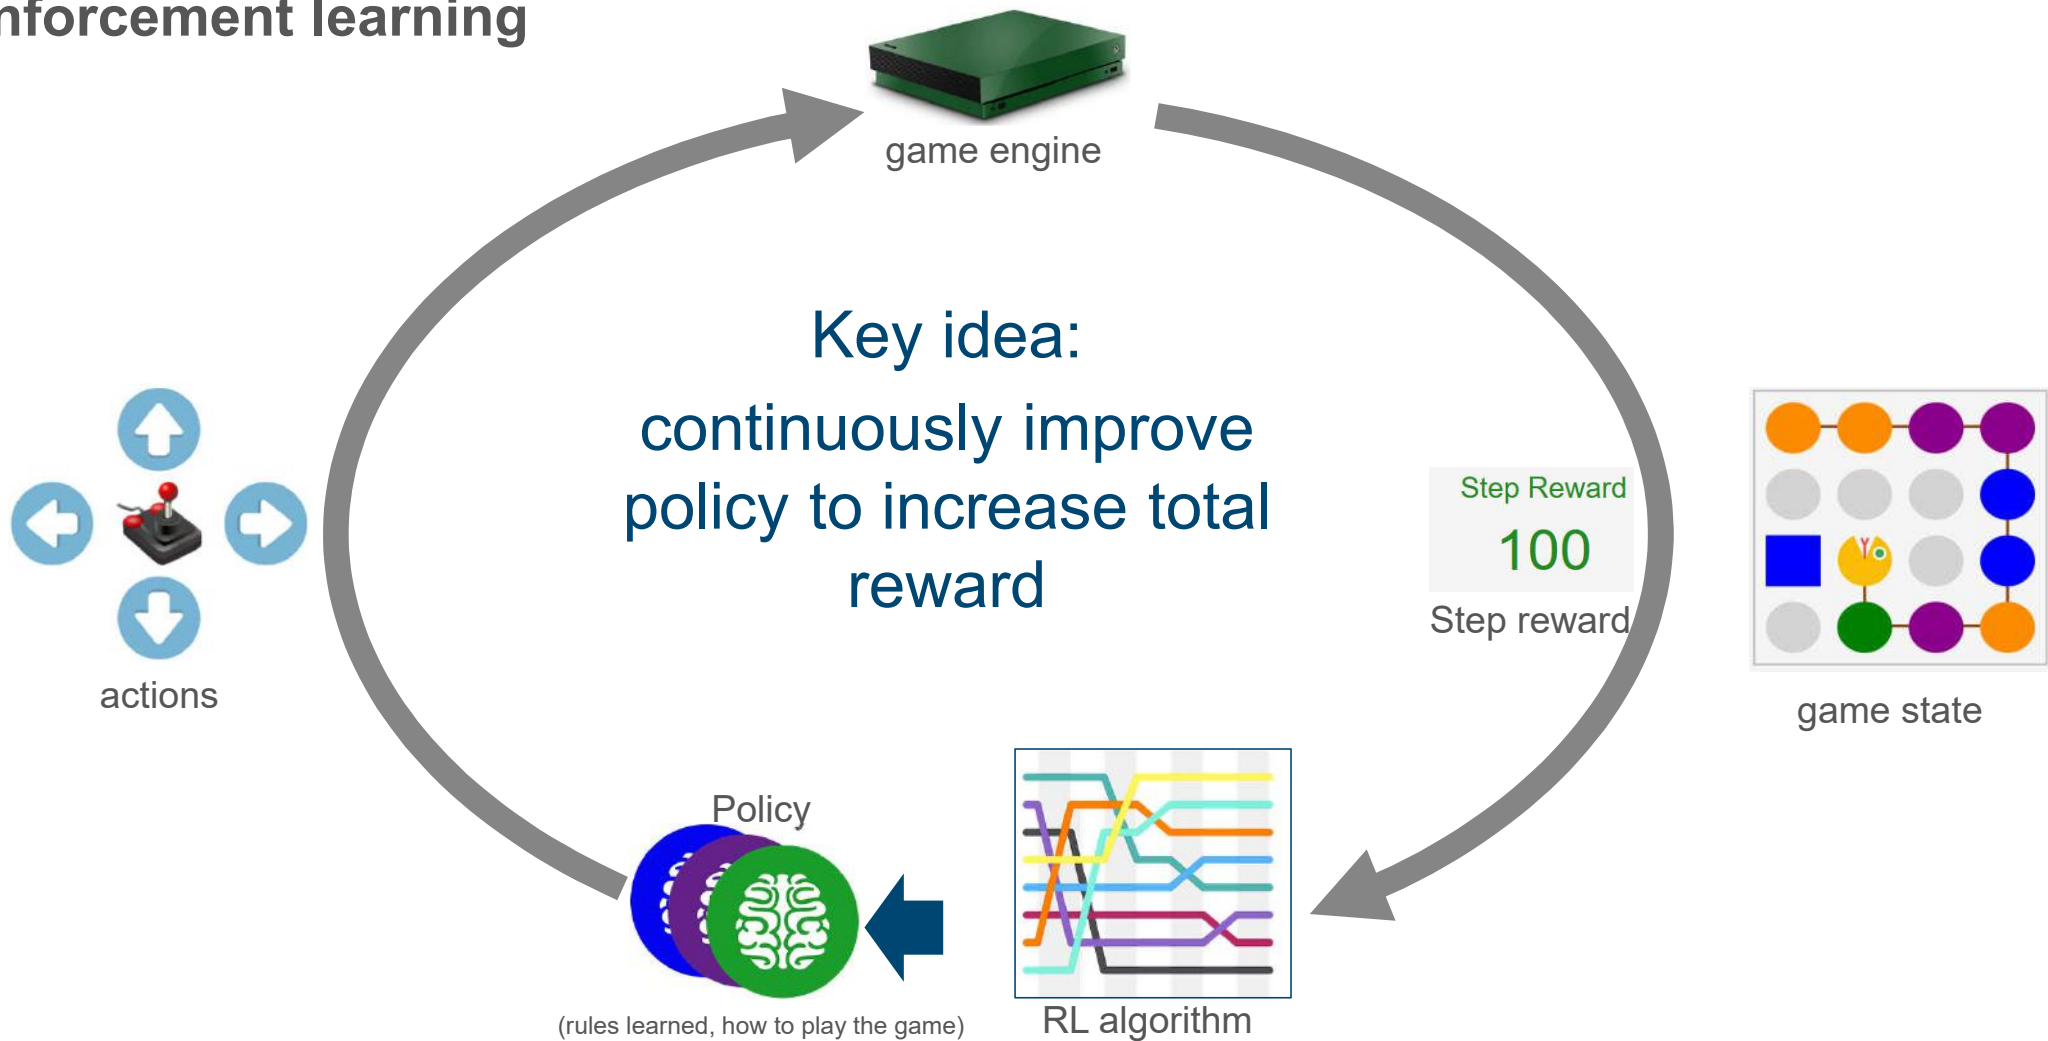 nforcement learning
game engine
Key idea:
continuously improve
policy to increase total
reward
Step Reward
100
Step reward
actions
game state
Policy
(rules learned, how to play the game)
RL algorithm